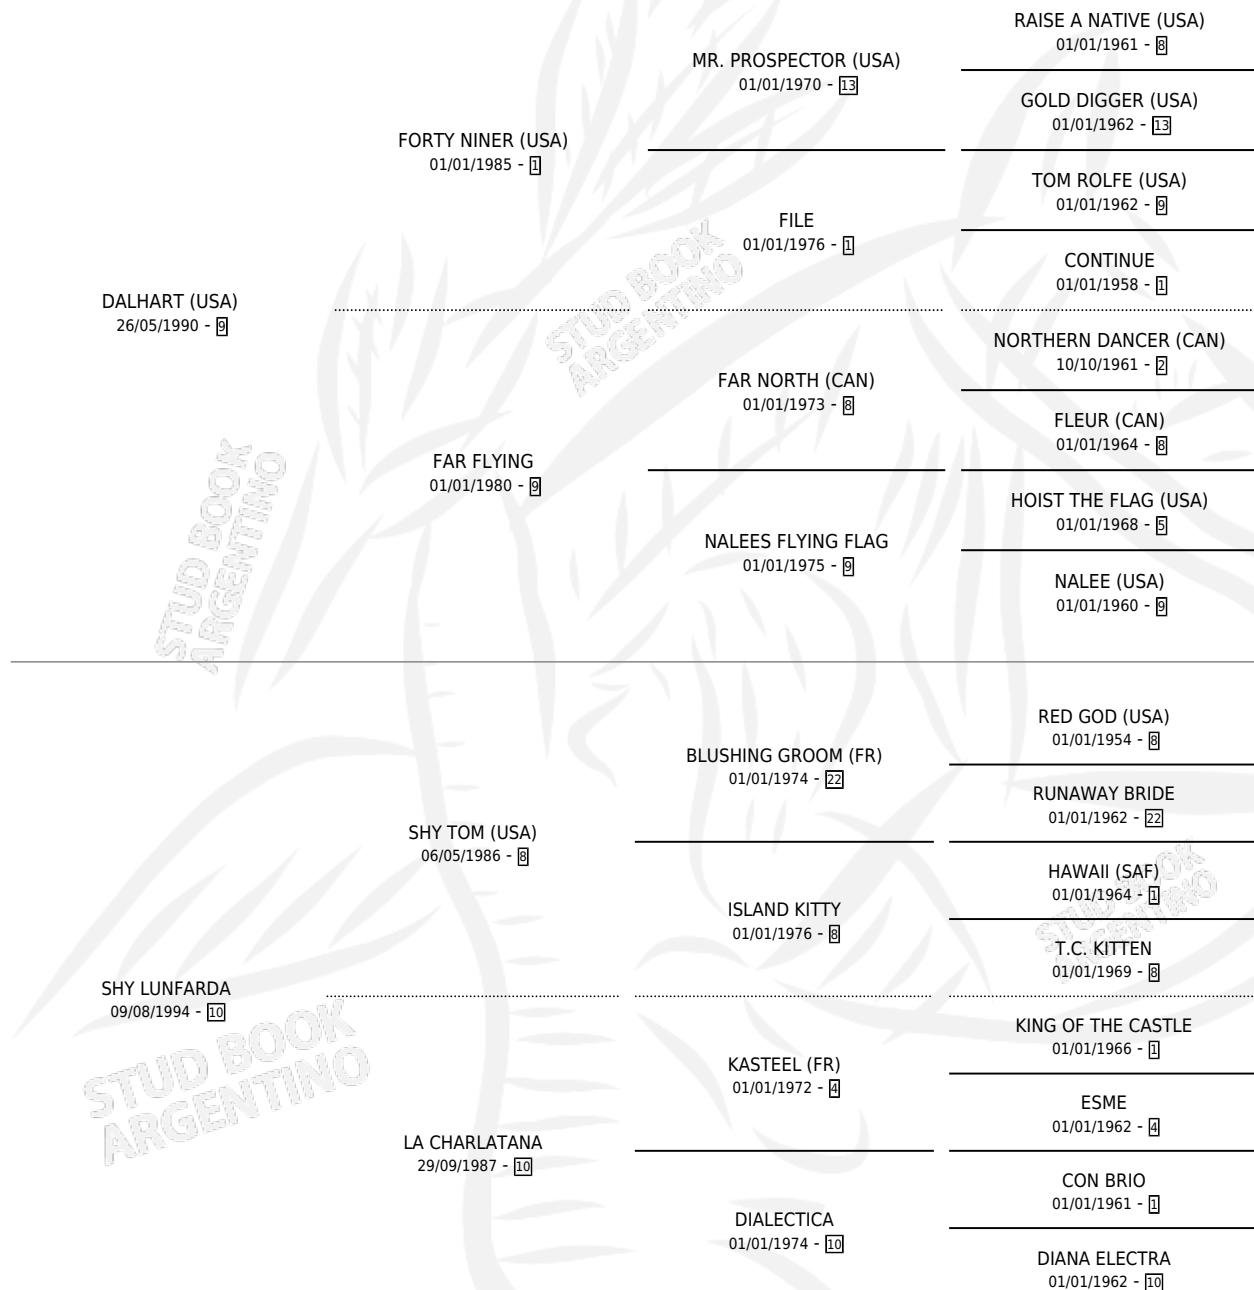 RAISE A NATIVE (USA)
01/01/1961 - 8
MR. PROSPECTOR (USA)
01/01/1970 - 13
GOLD DIGGER (USA)
01/01/1962 - 13
FORTY NINER (USA)
01/01/1985 - 1
TOM ROLFE (USA)
01/01/1962 - 9
FILE
01/01/1976 - 1
CONTINUE
01/01/1958 - 1
DALHART (USA)
26/05/1990 - 9
NORTHERN DANCER (CAN)
10/10/1961 - 2
FAR NORTH (CAN)
01/01/1973 - 8
FLEUR (CAN)
01/01/1964 - 8
FAR FLYING
01/01/1980 - 9
HOIST THE FLAG (USA)
01/01/1968 - 5
NALEES FLYING FLAG
01/01/1975 - 9
NALEE (USA)
01/01/1960 - 9
RED GOD (USA)
01/01/1954 - 8
BLUSHING GROOM (FR)
01/01/1974 - 22
RUNAWAY BRIDE
01/01/1962 - 22
SHY TOM (USA)
06/05/1986 - 8
HAWAII (SAF)
01/01/1964 - 1
ISLAND KITTY
01/01/1976 - 8
T.C. KITTEN
01/01/1969 - 8
SHY LUNFARDA
09/08/1994 - 10
KING OF THE CASTLE
01/01/1966 - 1
KASTEEL (FR)
01/01/1972 - 4
ESME
01/01/1962 - 4
LA CHARLATANA
29/09/1987 - 10
CON BRIO
01/01/1961 - 1
DIALECTICA
01/01/1974 - 10
DIANA ELECTRA
01/01/1962 - 10
STUD BOOK
ARGENTINO
STUD BOOK
ARGENTINO
STUD BOOK
ARGENTINO
STUD BOOK
ARGENTINO